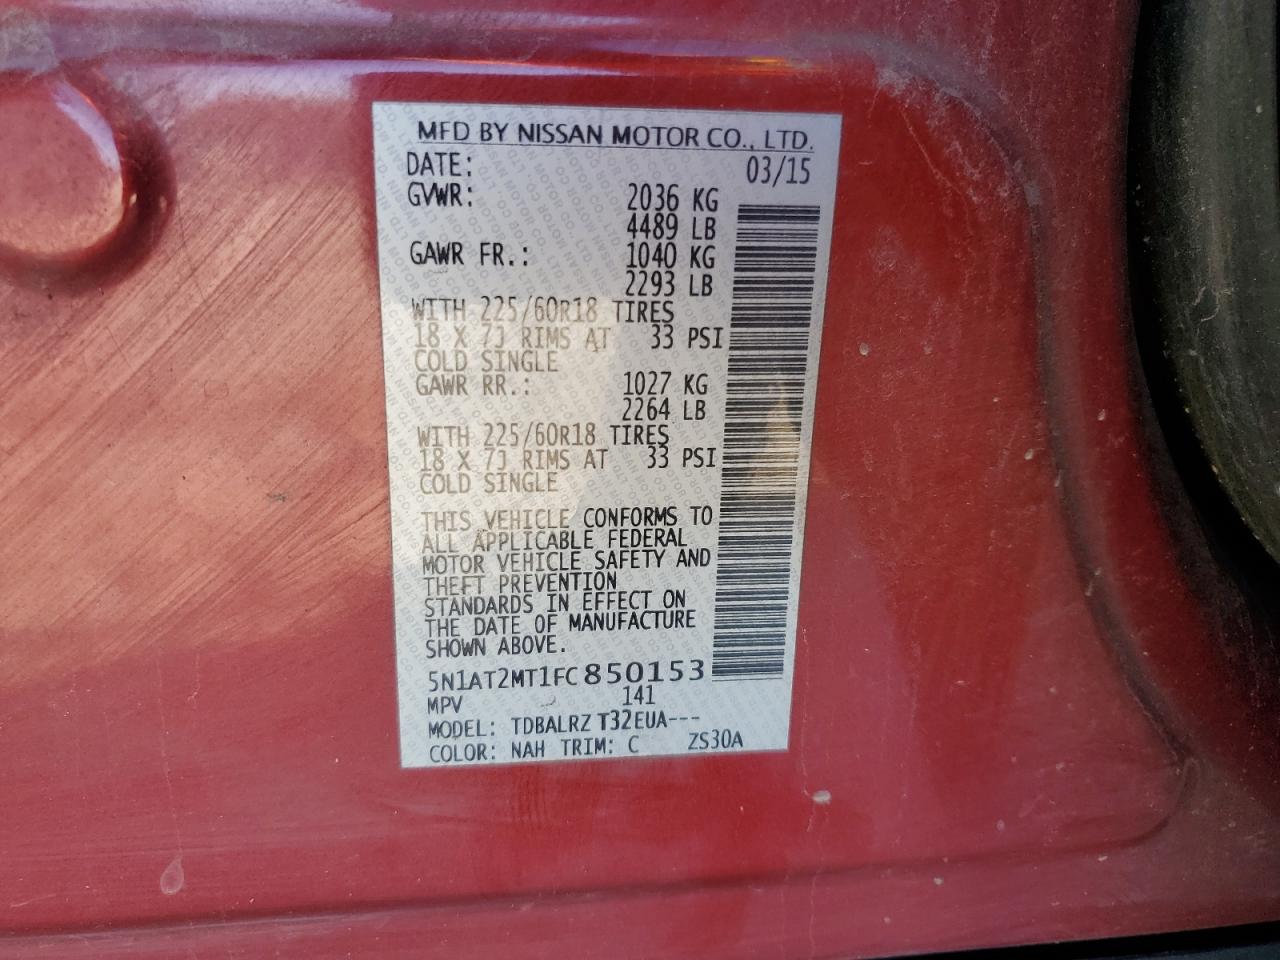 MFD BY NISSAN MOTOR CO., LTD.
DATE: 03/15
GVWR: 2036 KG
4489 LB
GAWR FR.: 1040 KG
2293 LB
WITH 225/60R18 TIRES
18 X 7J RIMS AT 33 PSI
COLD SINGLE
GAWR RR.: 1027 KG
2264 LB
WITH 225/60R18 TIRES
18 X 7J RIMS AT 33 PSI
COLD SINGLE
THIS VEHICLE CONFORMS TO
ALL APPLICABLE FEDERAL
MOTOR VEHICLE SAFETY AND
THEFT PREVENTION
STANDARDS IN EFFECT ON
THE DATE OF MANUFACTURE
SHOWN ABOVE.
5N1AT2MT1FC850153
MPV 141
MODEL: TDBALRZ T32EUA---
COLOR: NAH TRIM: C ZS30A